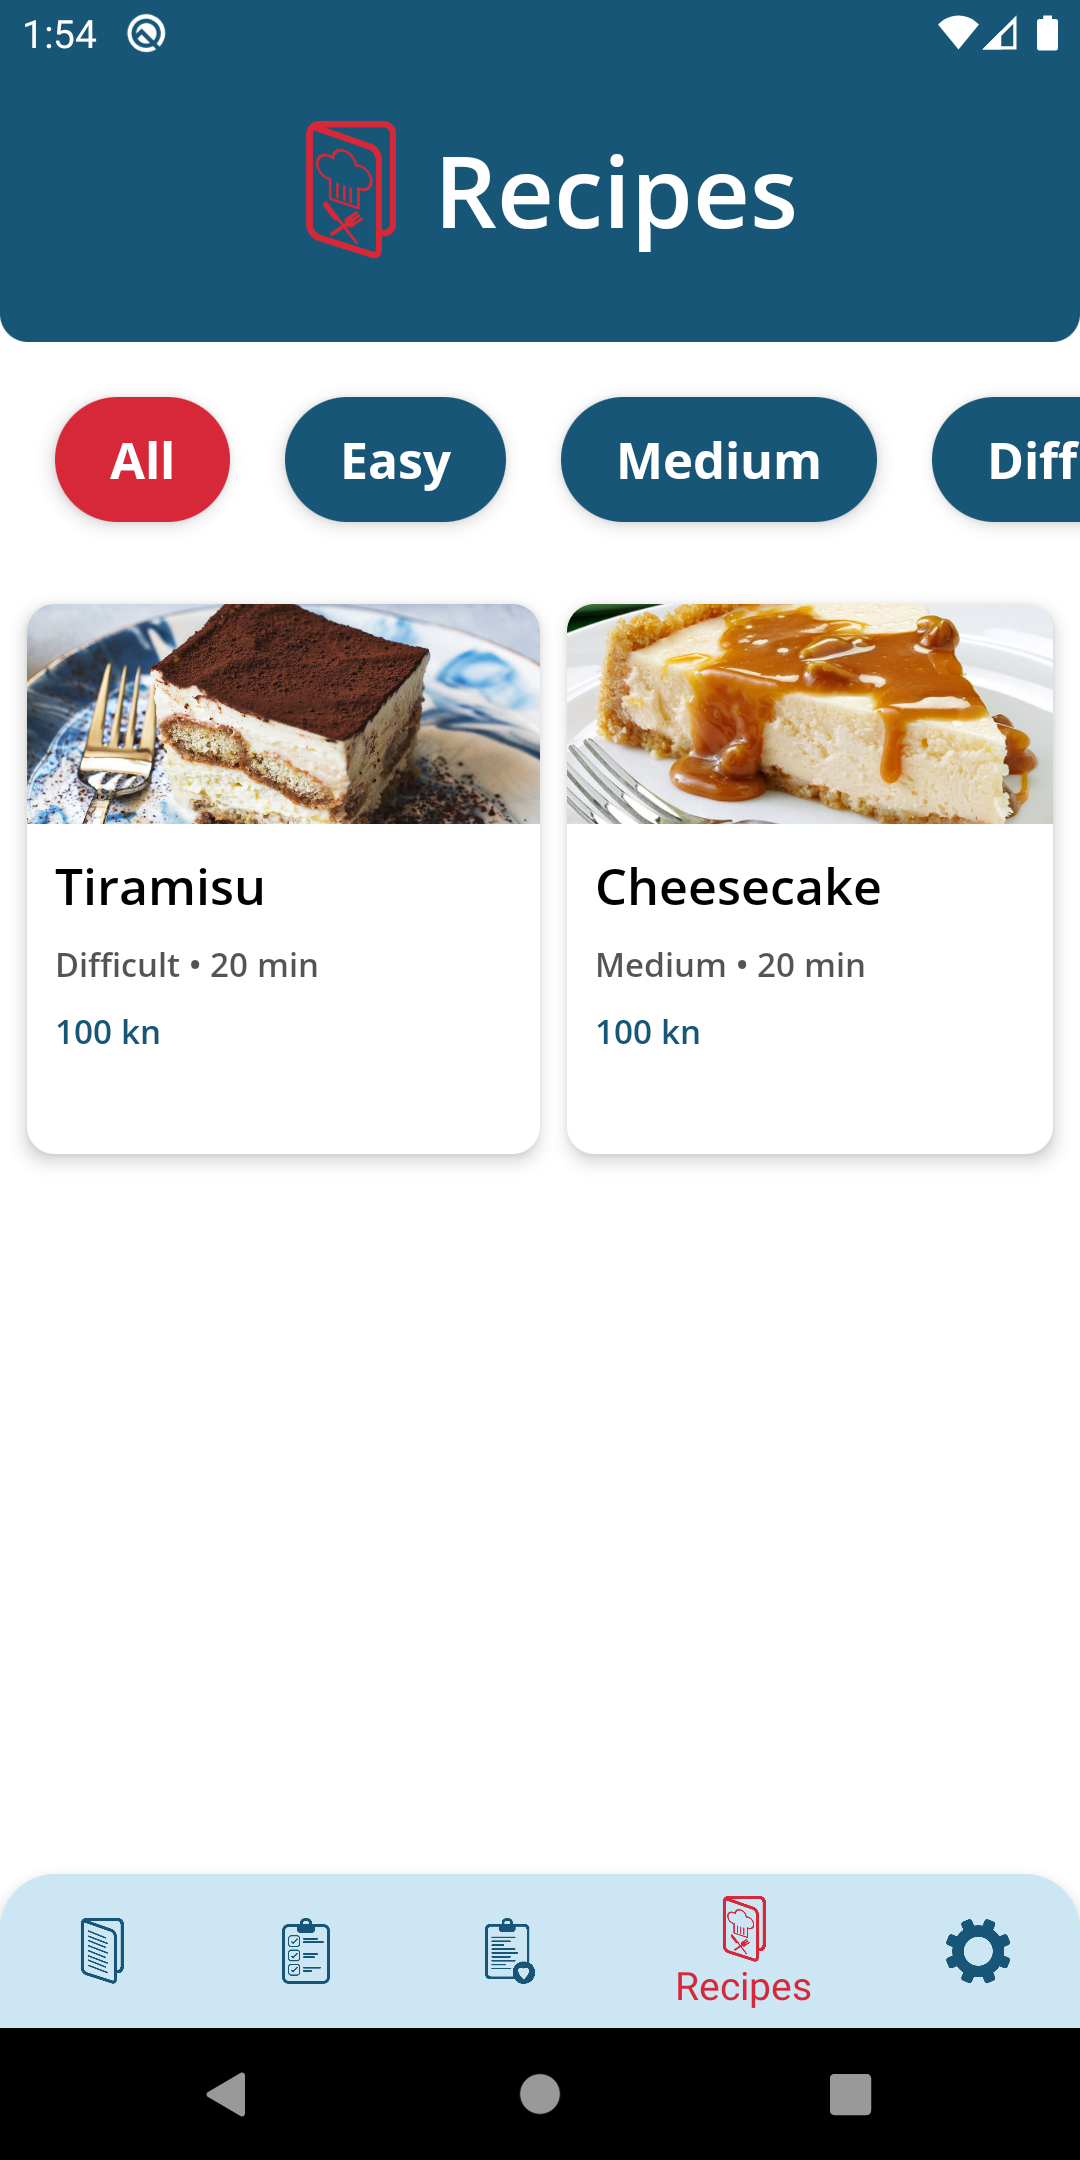 1:54
Recipes
All Easy Medium Diff
Tiramisu
Difficult • 20 min
100 kn
Cheesecake
Medium • 20 min
100 kn
Recipes